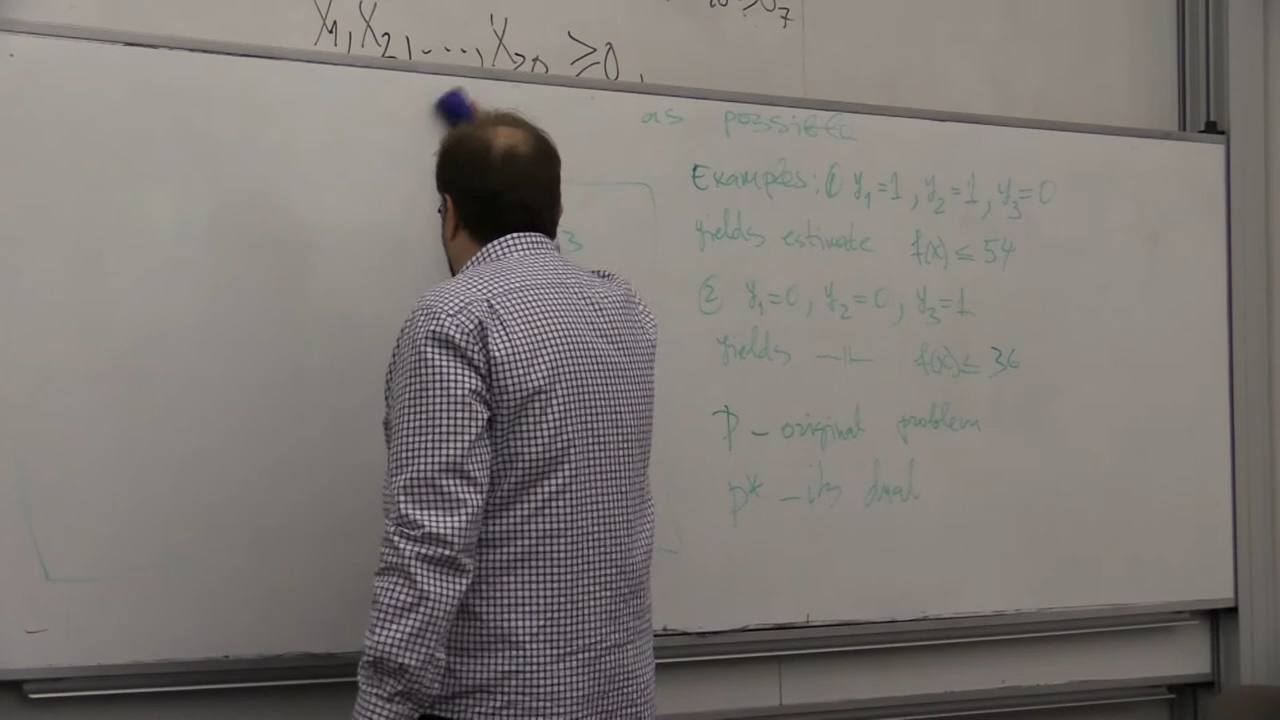 x₁, x₂, ..., x₂₀ ≥ 0,
as possible
Examples: ① y₁=1, y₂=1, y₃=0
yields estimate f(x) ≤ 54
② y₁=0, y₂=0, y₃=1
yields —||— f(x) ≤ 36
3
P – original problem
P* – its dual